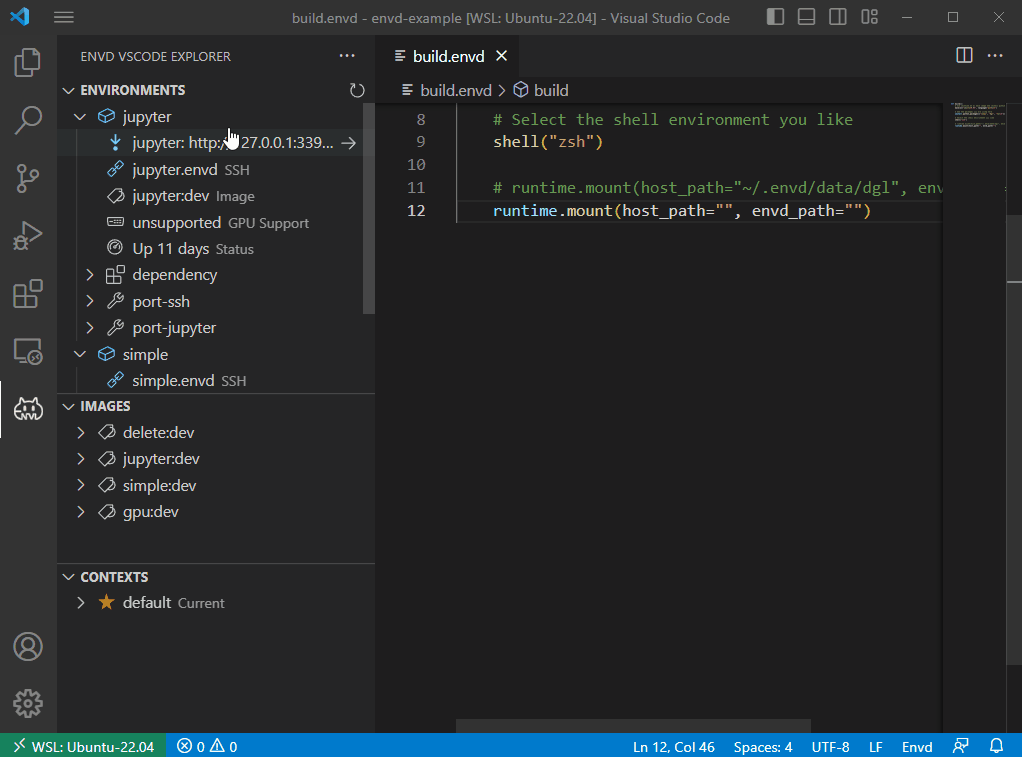 build.envd - envd-example [WSL: Ubuntu-22.04] - Visual Studio Code
ENVD VSCODE EXPLORER
ENVIRONMENTS
jupyter
jupyter: http:/ 27.0.0.1:339...
jupyter.envd SSH
jupyter:dev Image
unsupported GPU Support
Up 11 days Status
dependency
port-ssh
port-jupyter
simple
simple.envd SSH
IMAGES
delete:dev
jupyter:dev
simple:dev
gpu:dev
CONTEXTS
default Current
build.envd
build.envd > build
8 # Select the shell environment you like
9 shell("zsh")
10
11 # runtime.mount(host_path="~/.envd/data/dgl", env
12 runtime.mount(host_path="", envd_path="")
WSL: Ubuntu-22.04 0 0 Ln 12, Col 46 Spaces: 4 UTF-8 LF Envd